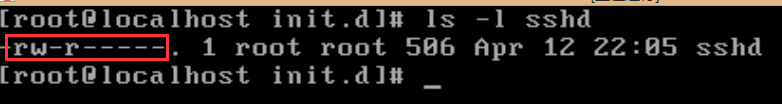 [root@localhost init.d]# ls -l sshd
-rw-r-----. 1 root root 506 Apr 12 22:05 sshd
[root@localhost init.d]# _